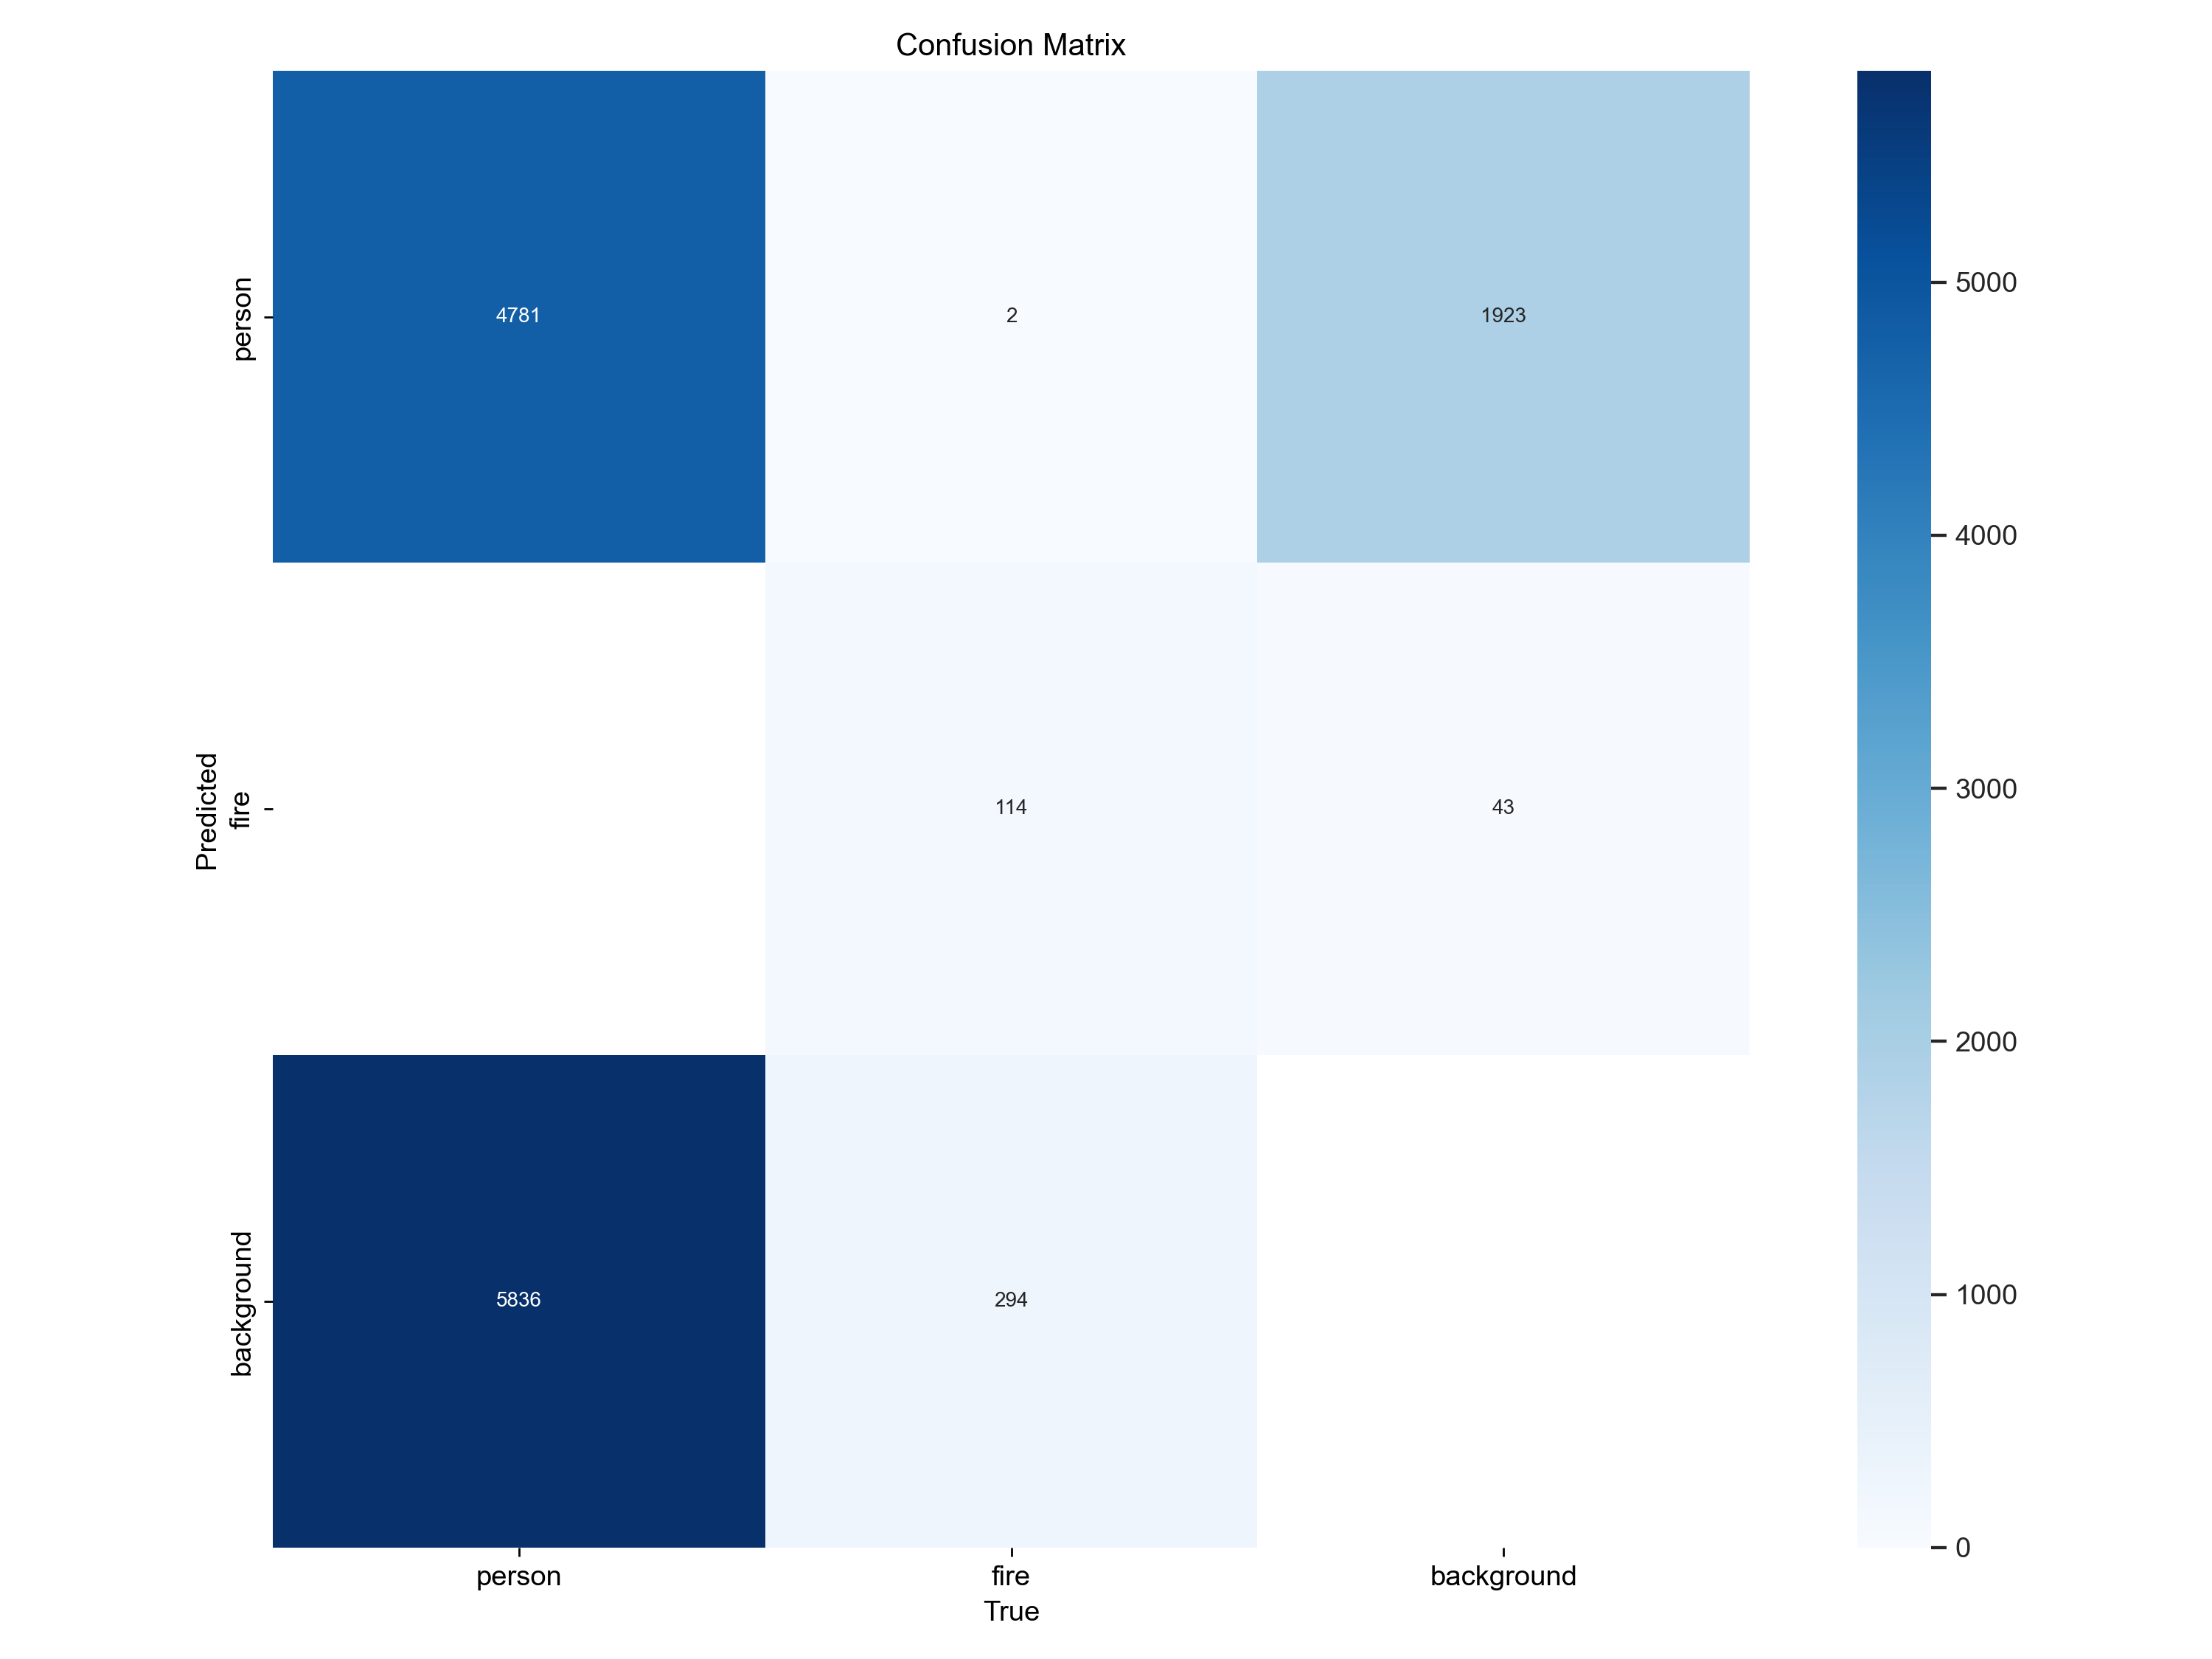 Confusion Matrix
person
4781
2
1923
Predicted
fire
114
43
background
5836
294
person
fire
background
True
5000
4000
3000
2000
1000
0